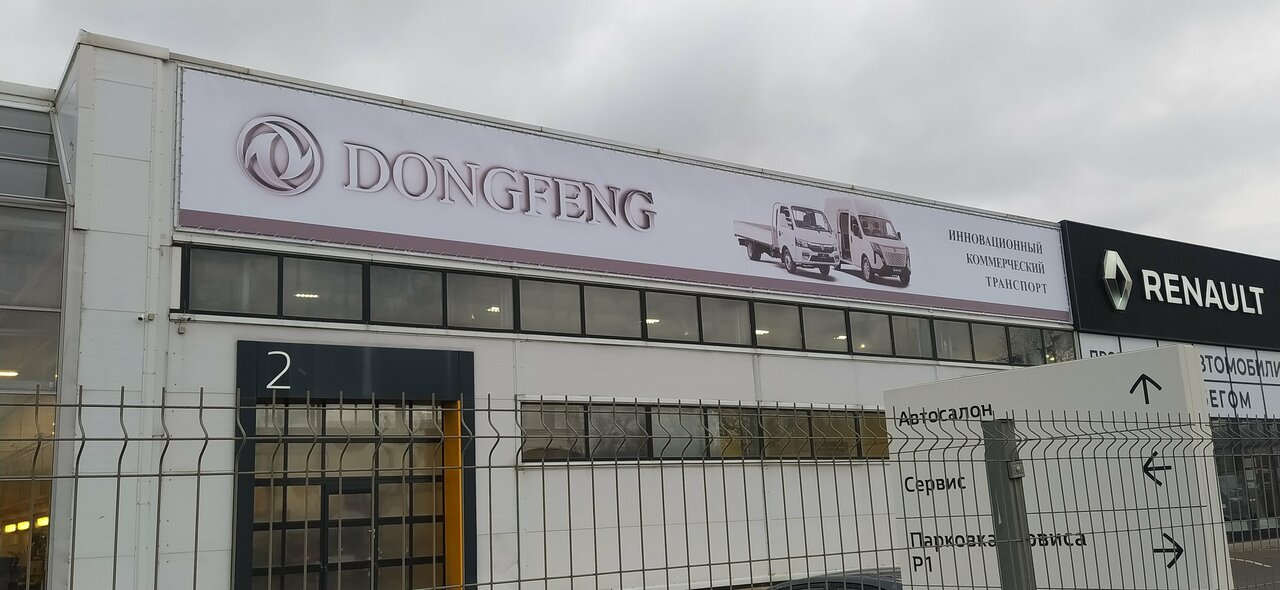 DONGFENG
ИННОВАЦИОННЫЙ
КОММЕРЧЕСКИЙ
ТРАНСПОРТ
RENAULT
2
Автосалон
Сервис
Парковка
P1